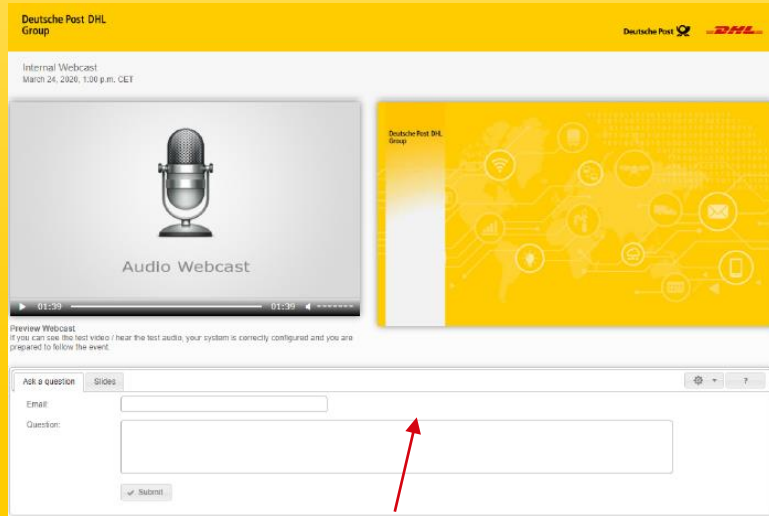 Deutsche Post DHL
Group
Deutsche Post
DHL
Internal Webcast
March 24, 2020, 1:00 p.m. CET
Audio Webcast
01:39
01:39
Deutsche Post DHL
Group
Preview Webcast
If you can see the test video / hear the test audio, your system is correctly configured and you are
prepared to follow the event.
Ask a question
Slides
?
Email:
Question:
Submit